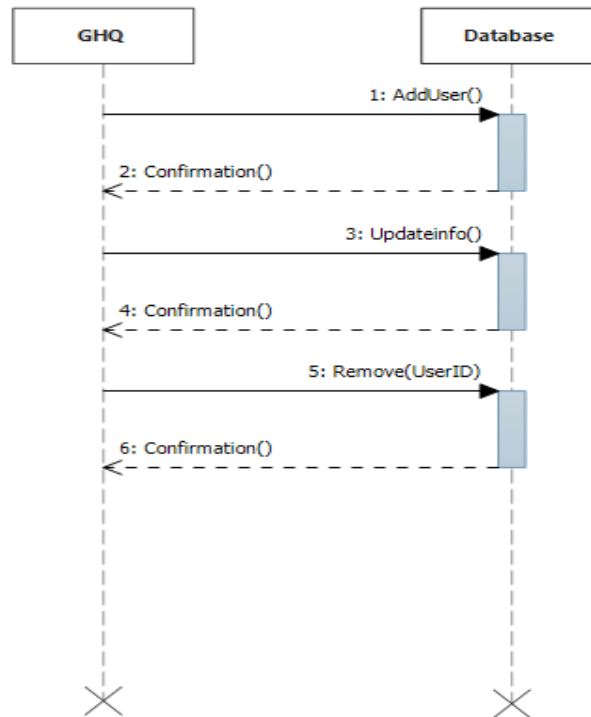 GHQ
Database
1: AddUser()
2: Confirmation()
3: Updateinfo()
4: Confirmation()
5: Remove(UserID)
6: Confirmation()